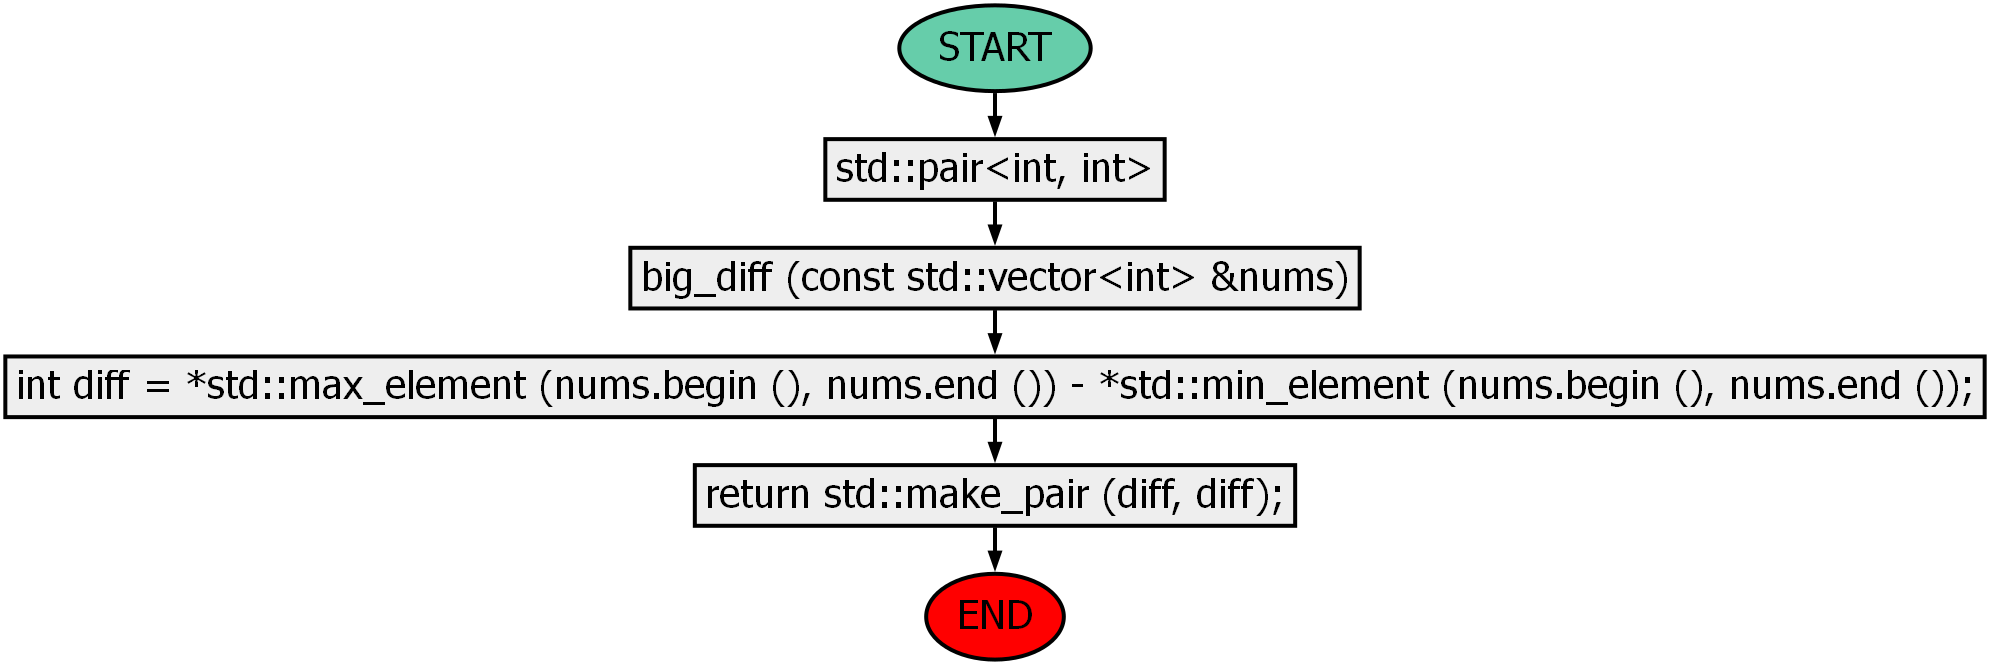 START
std::pair<int, int>
big_diff (const std::vector<int> &nums)
int diff = *std::max_element (nums.begin (), nums.end ()) - *std::min_element (nums.begin (), nums.end ());
return std::make_pair (diff, diff);
END